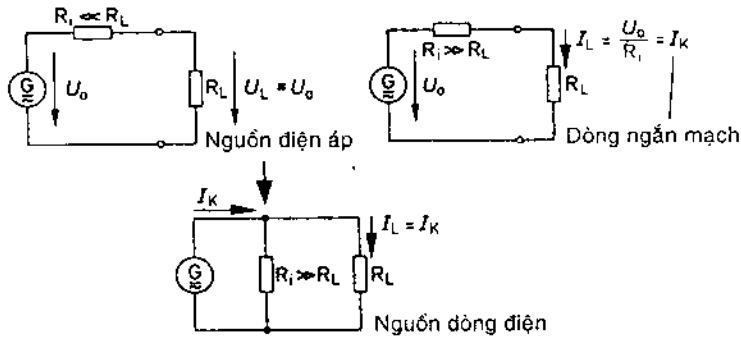 Rᵢ ≪ R_L
G
≈
U₀
R_L
U_L ≈ U₀
Nguồn điện áp
Rᵢ ≫ R_L
G
≈
U₀
R_L
I_L ≈ U₀/Rᵢ = I_K
Dòng ngắn mạch
I_K
G
≈
Rᵢ ≫ R_L
R_L
I_L ≈ I_K
Nguồn dòng điện